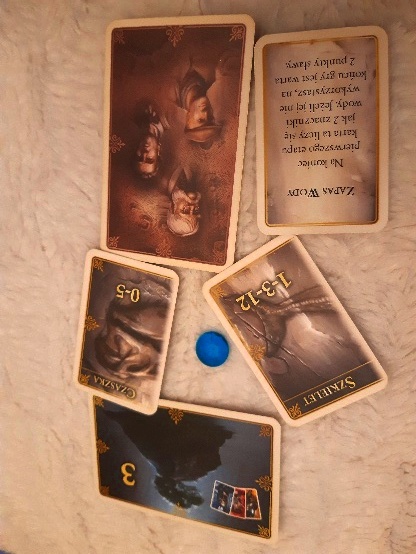 ZAPAS WODY
Na koniec
pierwszego etapu
karta ta liczy się
jak 2 znaczniki
wody. Jeżeli jej nie
wykorzystasz, na
końcu gry jest warta
2 punkty sławy.
CZASZKA
0-5
SZKIELET
1-3-12
3